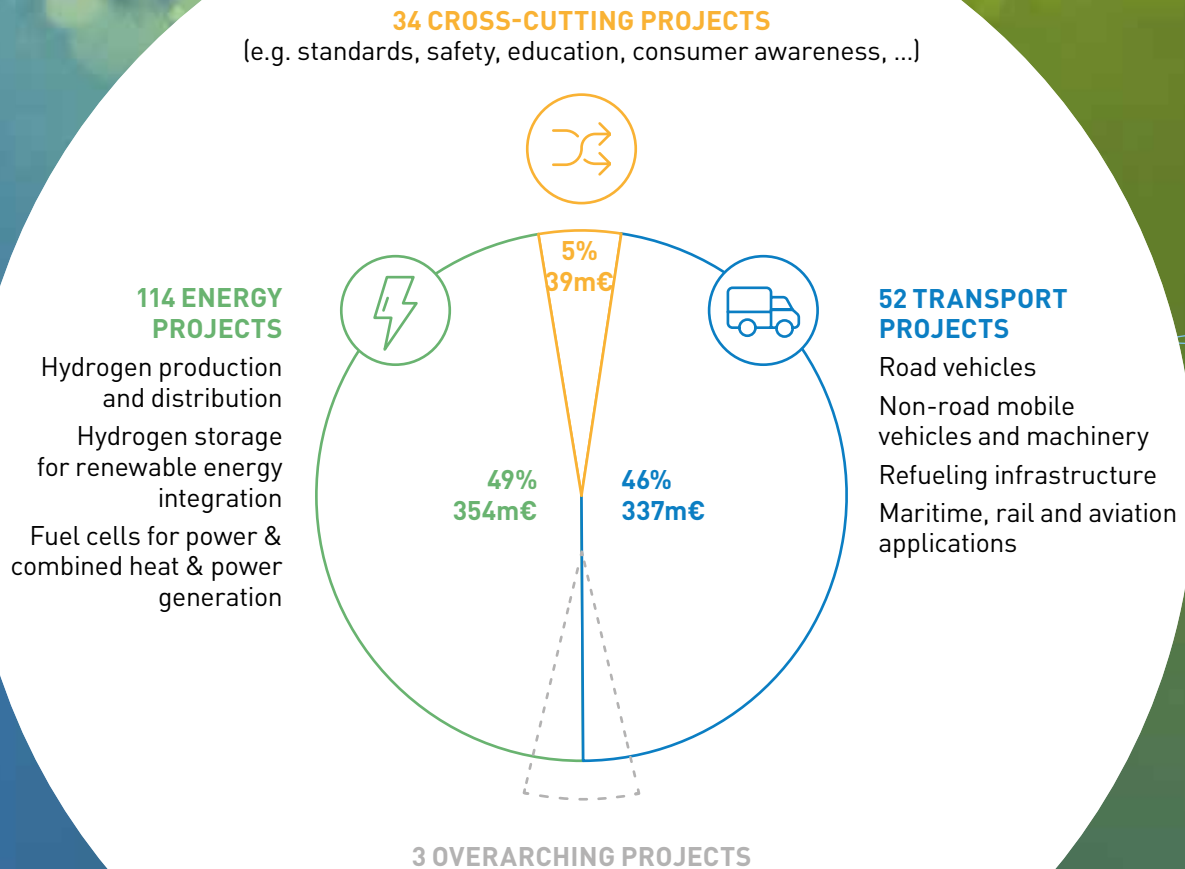 34 CROSS-CUTTING PROJECTS
(e.g. standards, safety, education, consumer awareness, ...)
5%
39m€
114 ENERGY
PROJECTS
Hydrogen production
and distribution
Hydrogen storage
for renewable energy
integration
Fuel cells for power &
combined heat & power
generation
49%
354m€
46%
337m€
52 TRANSPORT
PROJECTS
Road vehicles
Non-road mobile
vehicles and machinery
Refueling infrastructure
Maritime, rail and aviation
applications
3 OVERARCHING PROJECTS